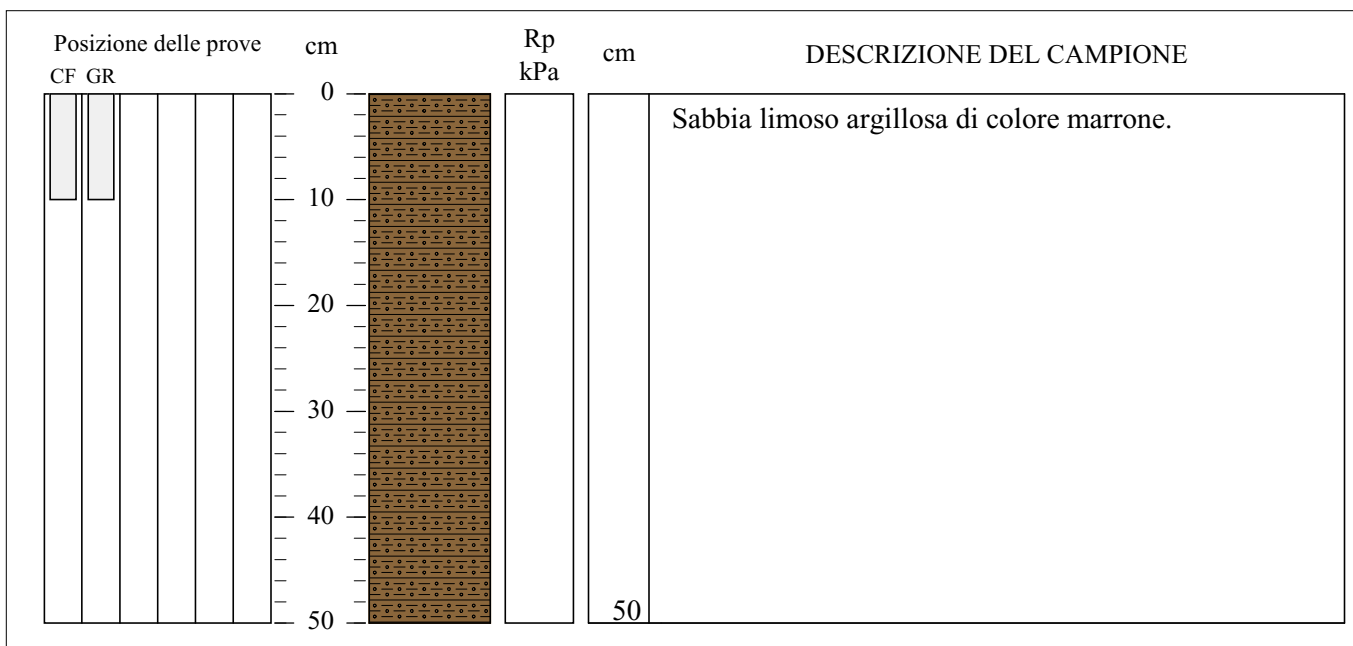 Posizione delle prove
CF GR
cm
Rp
kPa
cm
DESCRIZIONE DEL CAMPIONE
0
Sabbia limoso argillosa di colore marrone.
10
20
30
40
50
50